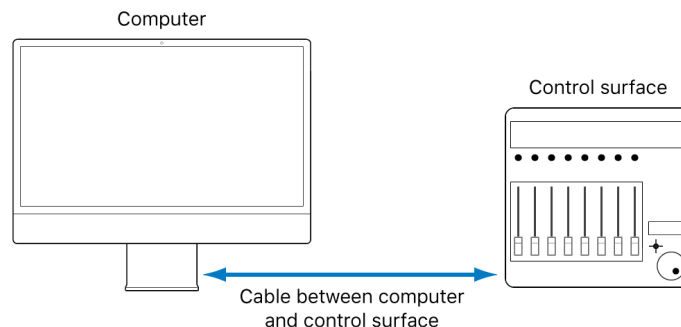 Computer
Control surface
Cable between computer
and control surface